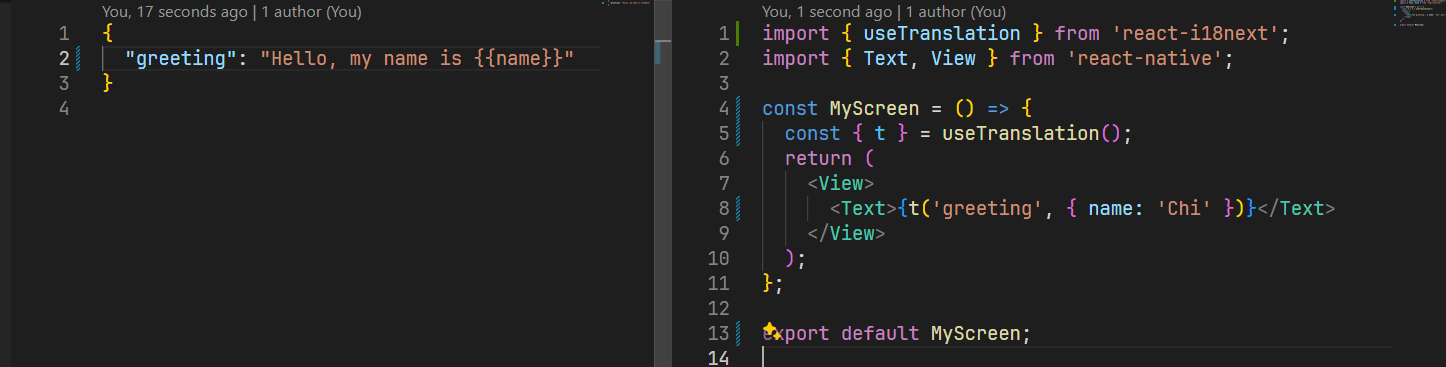 You, 17 seconds ago | 1 author (You)
1 {
2 "greeting": "Hello, my name is {{name}}"
3 }
4
You, 1 second ago | 1 author (You)
1 import { useTranslation } from 'react-i18next';
2 import { Text, View } from 'react-native';
3
4 const MyScreen = () => {
5 const { t } = useTranslation();
6 return (
7 <View>
8 <Text>{t('greeting', { name: 'Chi' })}</Text>
9 </View>
10 );
11 };
12
13 export default MyScreen;
14